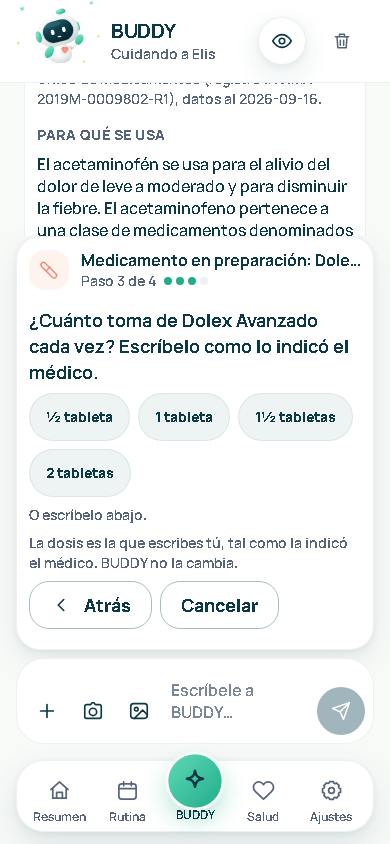 BUDDY
Cuidando a Elis
2019M-0009802-R1), datos al 2026-09-16.
PARA QUÉ SE USA
El acetaminofén se usa para el alivio del
dolor de leve a moderado y para disminuir
la fiebre. El acetaminofeno pertenece a
una clase de medicamentos denominados
Medicamento en preparación: Dole...
Paso 3 de 4
¿Cuánto toma de Dolex Avanzado
cada vez? Escríbelo como lo indicó el
médico.
½ tableta
1 tableta
1½ tabletas
2 tabletas
O escríbelo abajo.
La dosis es la que escribes tú, tal como la indicó
el médico. BUDDY no la cambia.
Atrás
Cancelar
Escríbele a
BUDDY...
Resumen
Rutina
BUDDY
Salud
Ajustes